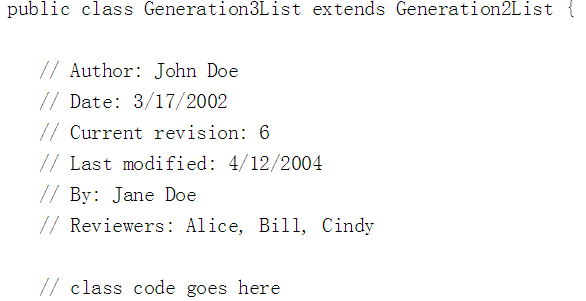 public class Generation3List extends Generation2List {
// Author: John Doe
// Date: 3/17/2002
// Current revision: 6
// Last modified: 4/12/2004
// By: Jane Doe
// Reviewers: Alice, Bill, Cindy
// class code goes here